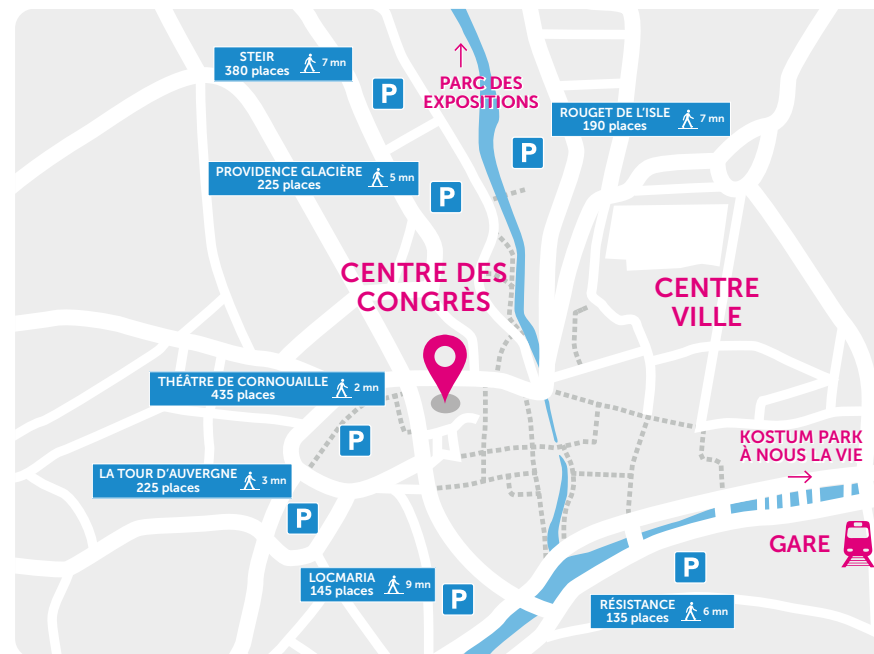 STEIR
380 places
7 mn
P
PARC DES
EXPOSITIONS
ROUGET DE L'ISLE
190 places
7 mn
P
PROVIDENCE GLACIÈRE
225 places
5 mn
P
CENTRE DES
CONGRÈS
CENTRE
VILLE
THÉÂTRE DE CORNOUAILLE
435 places
2 mn
P
KOSTUM PARK
À NOUS LA VIE
LA TOUR D'AUVERGNE
225 places
3 mn
P
GARE
LOCMARIA
145 places
9 mn
P
P
RÉSISTANCE
135 places
6 mn